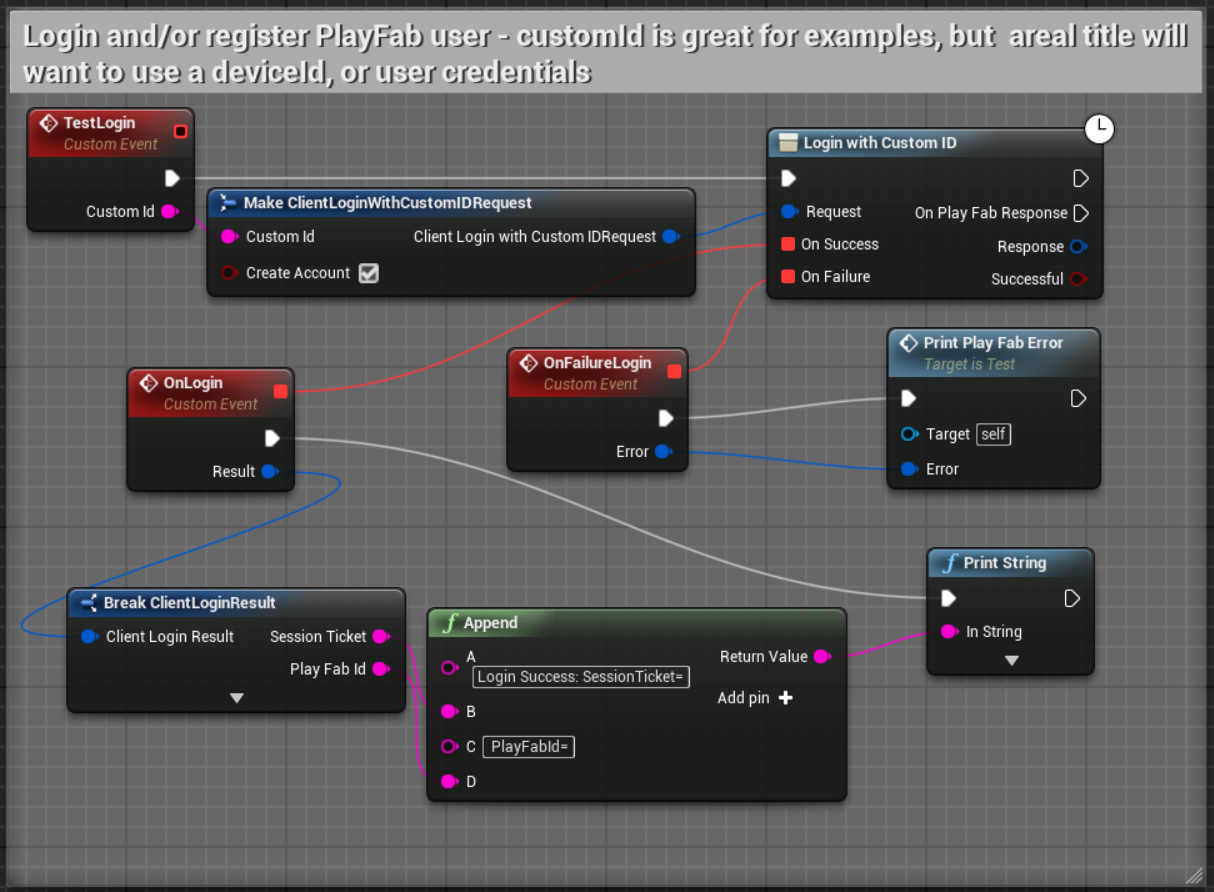 Login and/or register PlayFab user - customId is great for examples, but  areal title will
want to use a deviceId, or user credentials
TestLogin
Custom Event
Custom Id
Make ClientLoginWithCustomIDRequest
Custom Id
Client Login with Custom IDRequest
Create Account
Login with Custom ID
Request
On Play Fab Response
On Success
Response
On Failure
Successful
OnLogin
Custom Event
Result
OnFailureLogin
Custom Event
Error
Print Play Fab Error
Target is Test
Target self
Error
Break ClientLoginResult
Client Login Result
Session Ticket
Play Fab Id
f Append
A
Login Success: SessionTicket=
Return Value
Add pin
B
C PlayFabId=
D
f Print String
In String